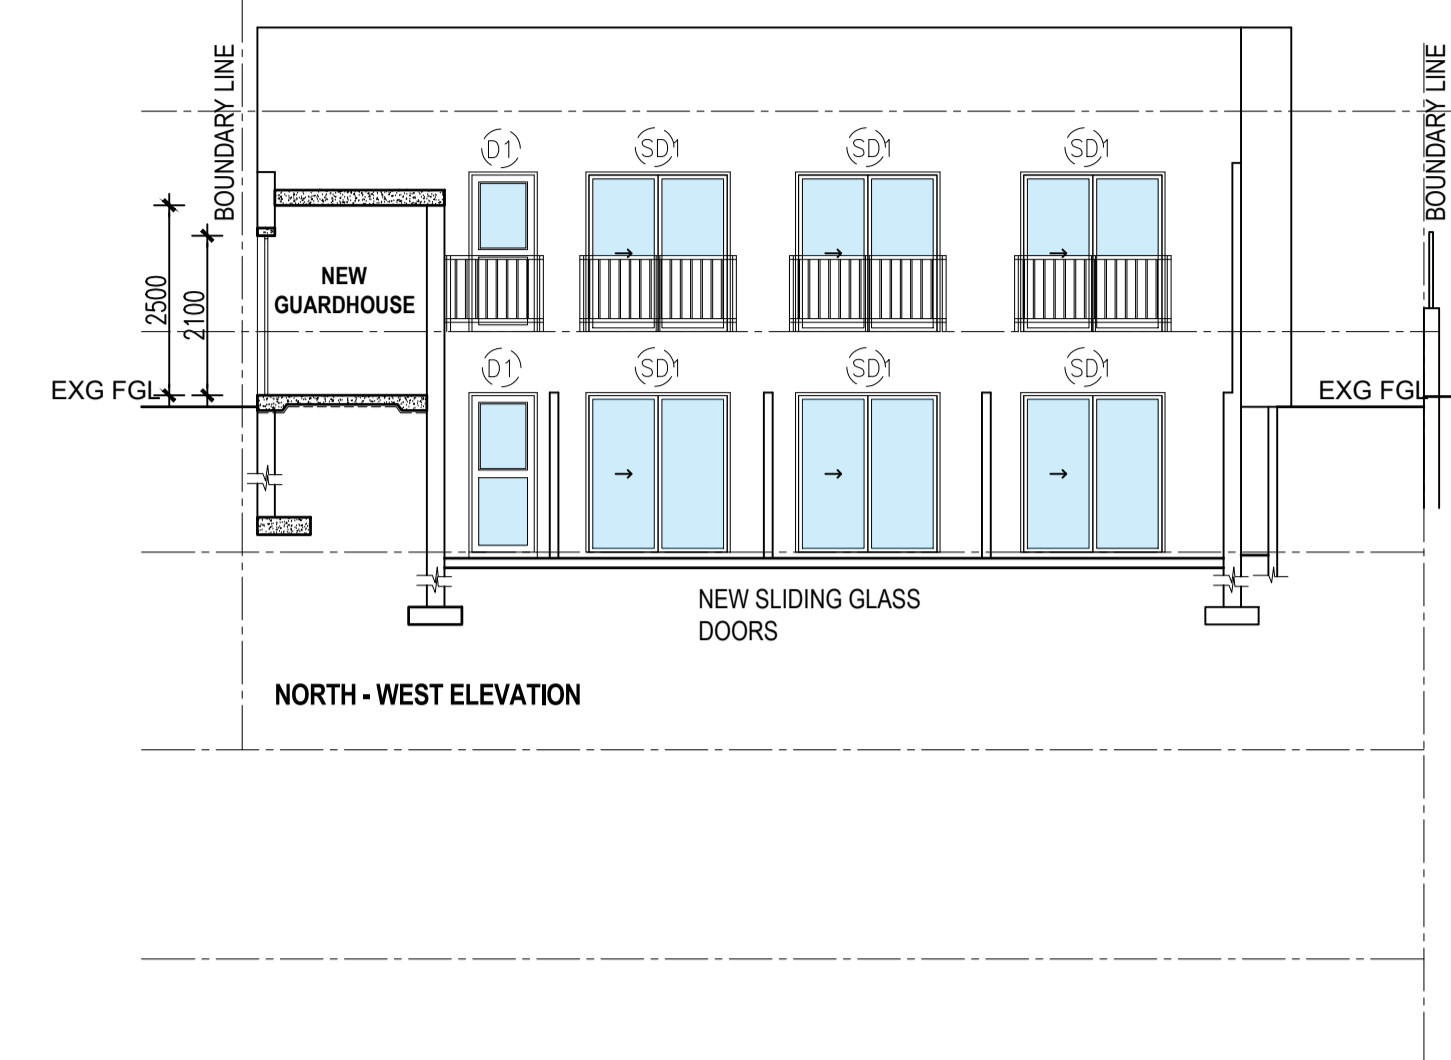 BOUNDARY LINE
BOUNDARY LINE
D1
SD1
SD1
SD1
2500
2100
NEW
GUARDHOUSE
D1
SD1
SD1
SD1
EXG FGL
EXG FGL
NEW SLIDING GLASS
DOORS
NORTH - WEST ELEVATION